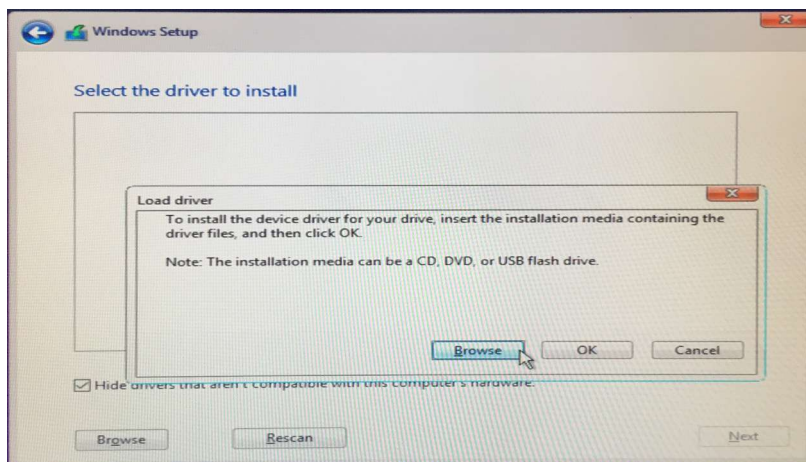 Windows Setup
Select the driver to install
Load driver
To install the device driver for your drive, insert the installation media containing the
driver files, and then click OK.
Note: The installation media can be a CD, DVD, or USB flash drive.
Browse OK Cancel
Hide drivers that aren't compatible with this computer's hardware.
Browse Rescan Next